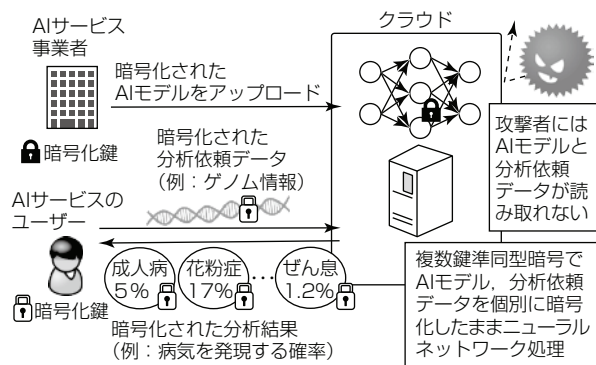 AIサービス
事業者
暗号化された
AIモデルをアップロード
暗号化鍵
クラウド
攻撃者には
AIモデルと
分析依頼
データが読
み取れない
暗号化された
分析依頼データ
（例：ゲノム情報）
AIサービスの
ユーザー
暗号化鍵
成人病
5%
花粉症
17%
…
ぜん息
1.2%
暗号化された分析結果
（例：病気を発現する確率）
複数鍵準同型暗号で
AIモデル，分析依頼
データを個別に暗号
化したままニューラル
ネットワーク処理